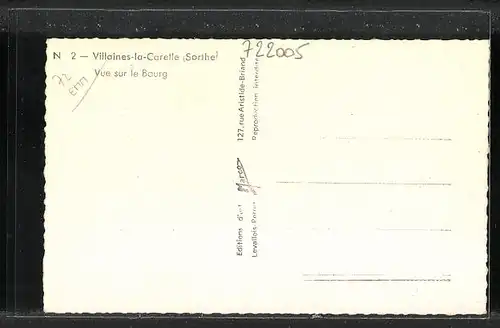 N 2 — Villaines-la-Carelle (Sarthe)
Vue sur le Bourg
722005
72
Editions d'art Marco 127, rue Aristide-Briand
Levallois-Perret Reproduction interdite